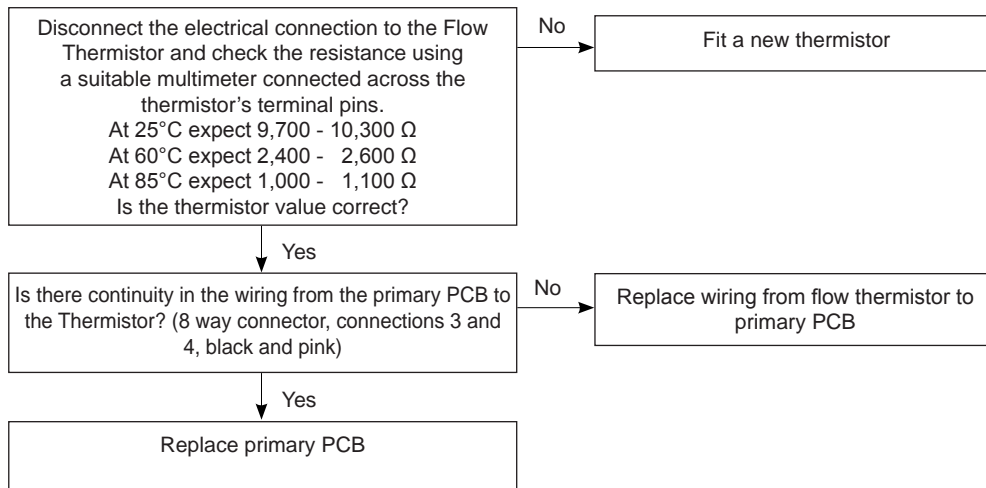 Disconnect the electrical connection to the Flow
Thermistor and check the resistance using
a suitable multimeter connected across the
thermistor's terminal pins.
At 25°C expect 9,700 - 10,300 Ω
At 60°C expect 2,400 - 2,600 Ω
At 85°C expect 1,000 - 1,100 Ω
Is the thermistor value correct?
No
Fit a new thermistor
Yes
Is there continuity in the wiring from the primary PCB to
the Thermistor? (8 way connector, connections 3 and
4, black and pink)
No
Replace wiring from flow thermistor to
primary PCB
Yes
Replace primary PCB